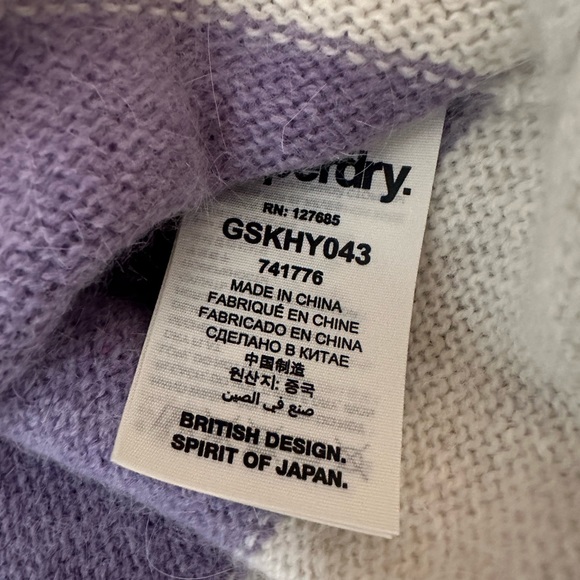 perdry.
RN: 127685
GSKHY043
741776
MADE IN CHINA
FABRIQUÉ EN CHINE
FABRICADO EN CHINA
СДЕЛАНО В КИТАЕ
中国制造
원산지: 중국
صنع في الصين
BRITISH DESIGN.
SPIRIT OF JAPAN.